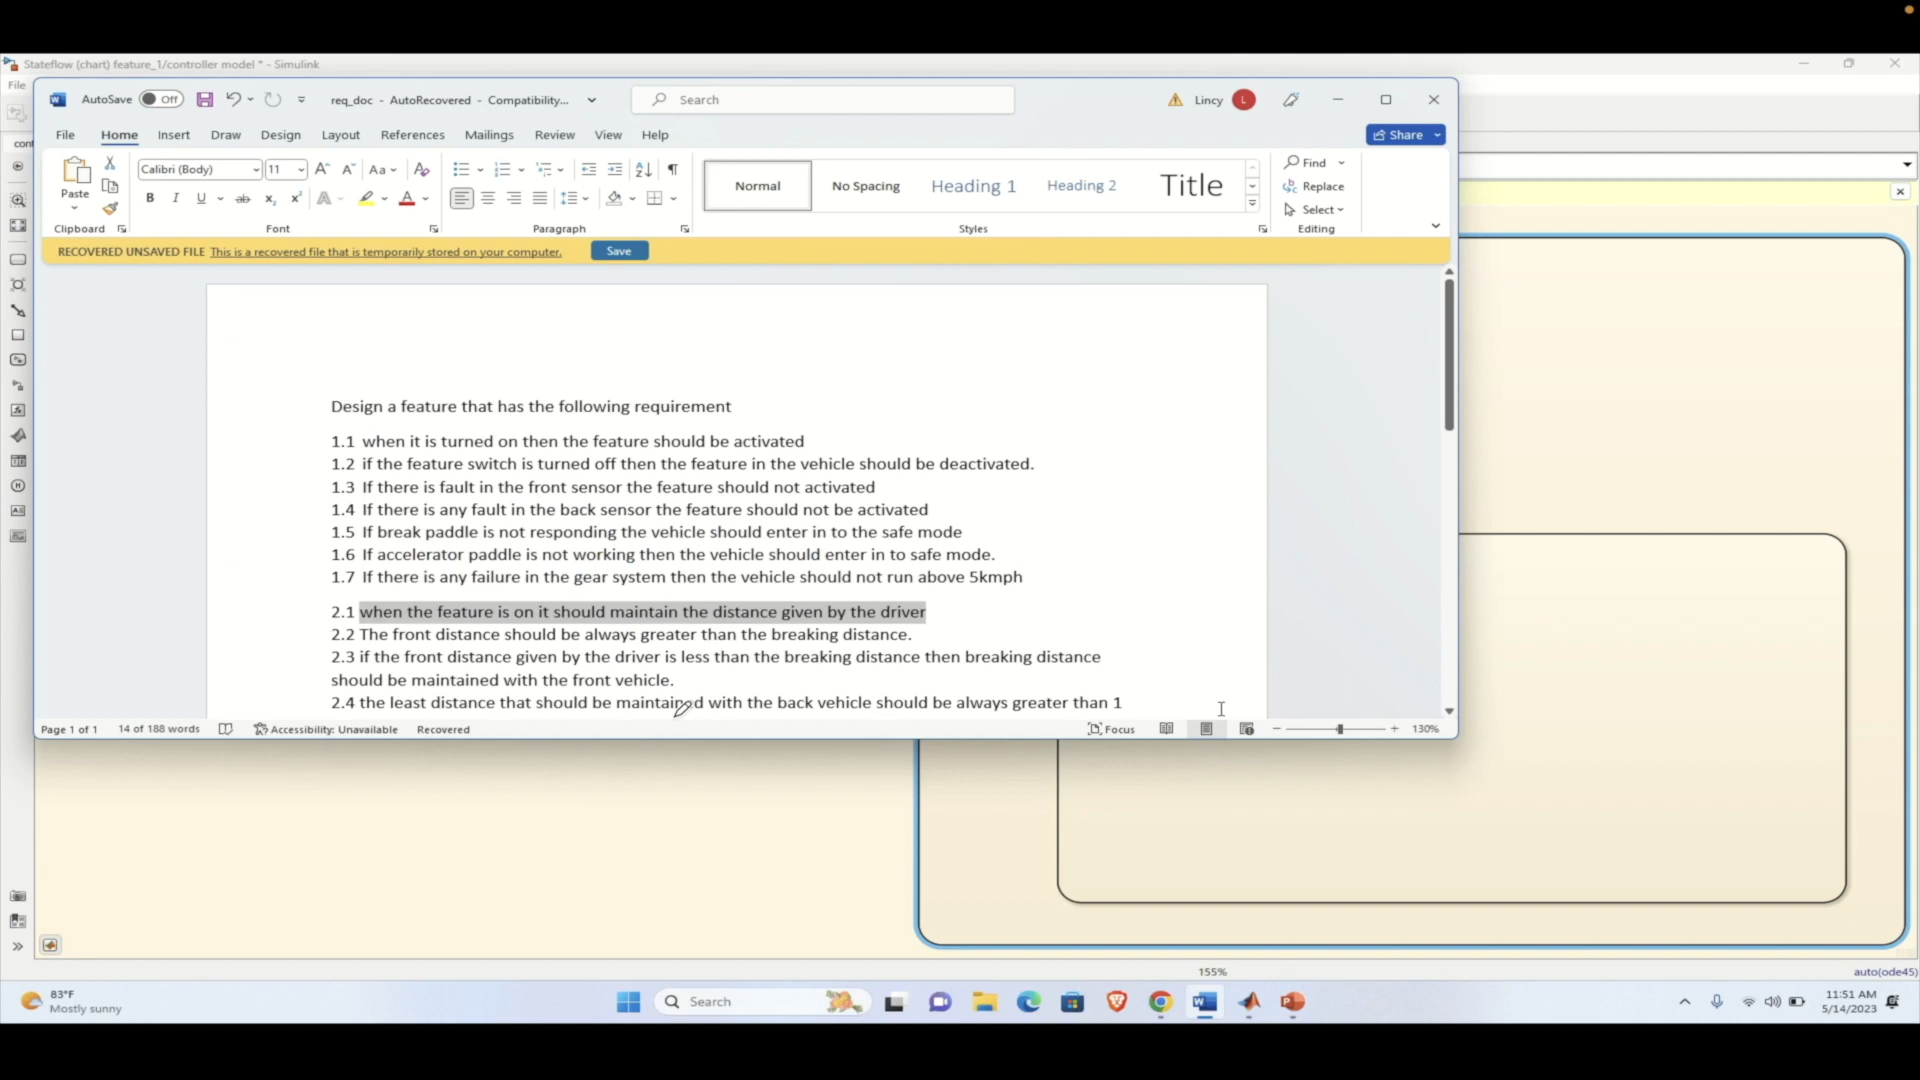 Stateflow (chart) feature_1/controller model * - Simulink
File
AutoSave Off req_doc - AutoRecovered - Compatibility... Search Lincy L
File Home Insert Draw Design Layout References Mailings Review View Help Share
Calibri (Body) 11 Aa Find
Paste Normal No Spacing Heading 1 Heading 2 Title Replace
B I U ab x₂ x² A A Select
Clipboard Font Paragraph Styles Editing
RECOVERED UNSAVED FILE This is a recovered file that is temporarily stored on your computer. Save
Design a feature that has the following requirement
1.1 when it is turned on then the feature should be activated
1.2 if the feature switch is turned off then the feature in the vehicle should be deactivated.
1.3 If there is fault in the front sensor the feature should not activated
1.4 If there is any fault in the back sensor the feature should not be activated
1.5 If break paddle is not responding the vehicle should enter in to the safe mode
1.6 If accelerator paddle is not working then the vehicle should enter in to safe mode.
1.7 If there is any failure in the gear system then the vehicle should not run above 5kmph
2.1 when the feature is on it should maintain the distance given by the driver
2.2 The front distance should be always greater than the breaking distance.
2.3 if the front distance given by the driver is less than the breaking distance then breaking distance
should be maintained with the front vehicle.
2.4 the least distance that should be maintained with the back vehicle should be always greater than 1
Page 1 of 1 14 of 188 words Accessibility: Unavailable Recovered Focus 130%
155% auto(ode45)
83°F
Mostly sunny
Search
11:51 AM
5/14/2023